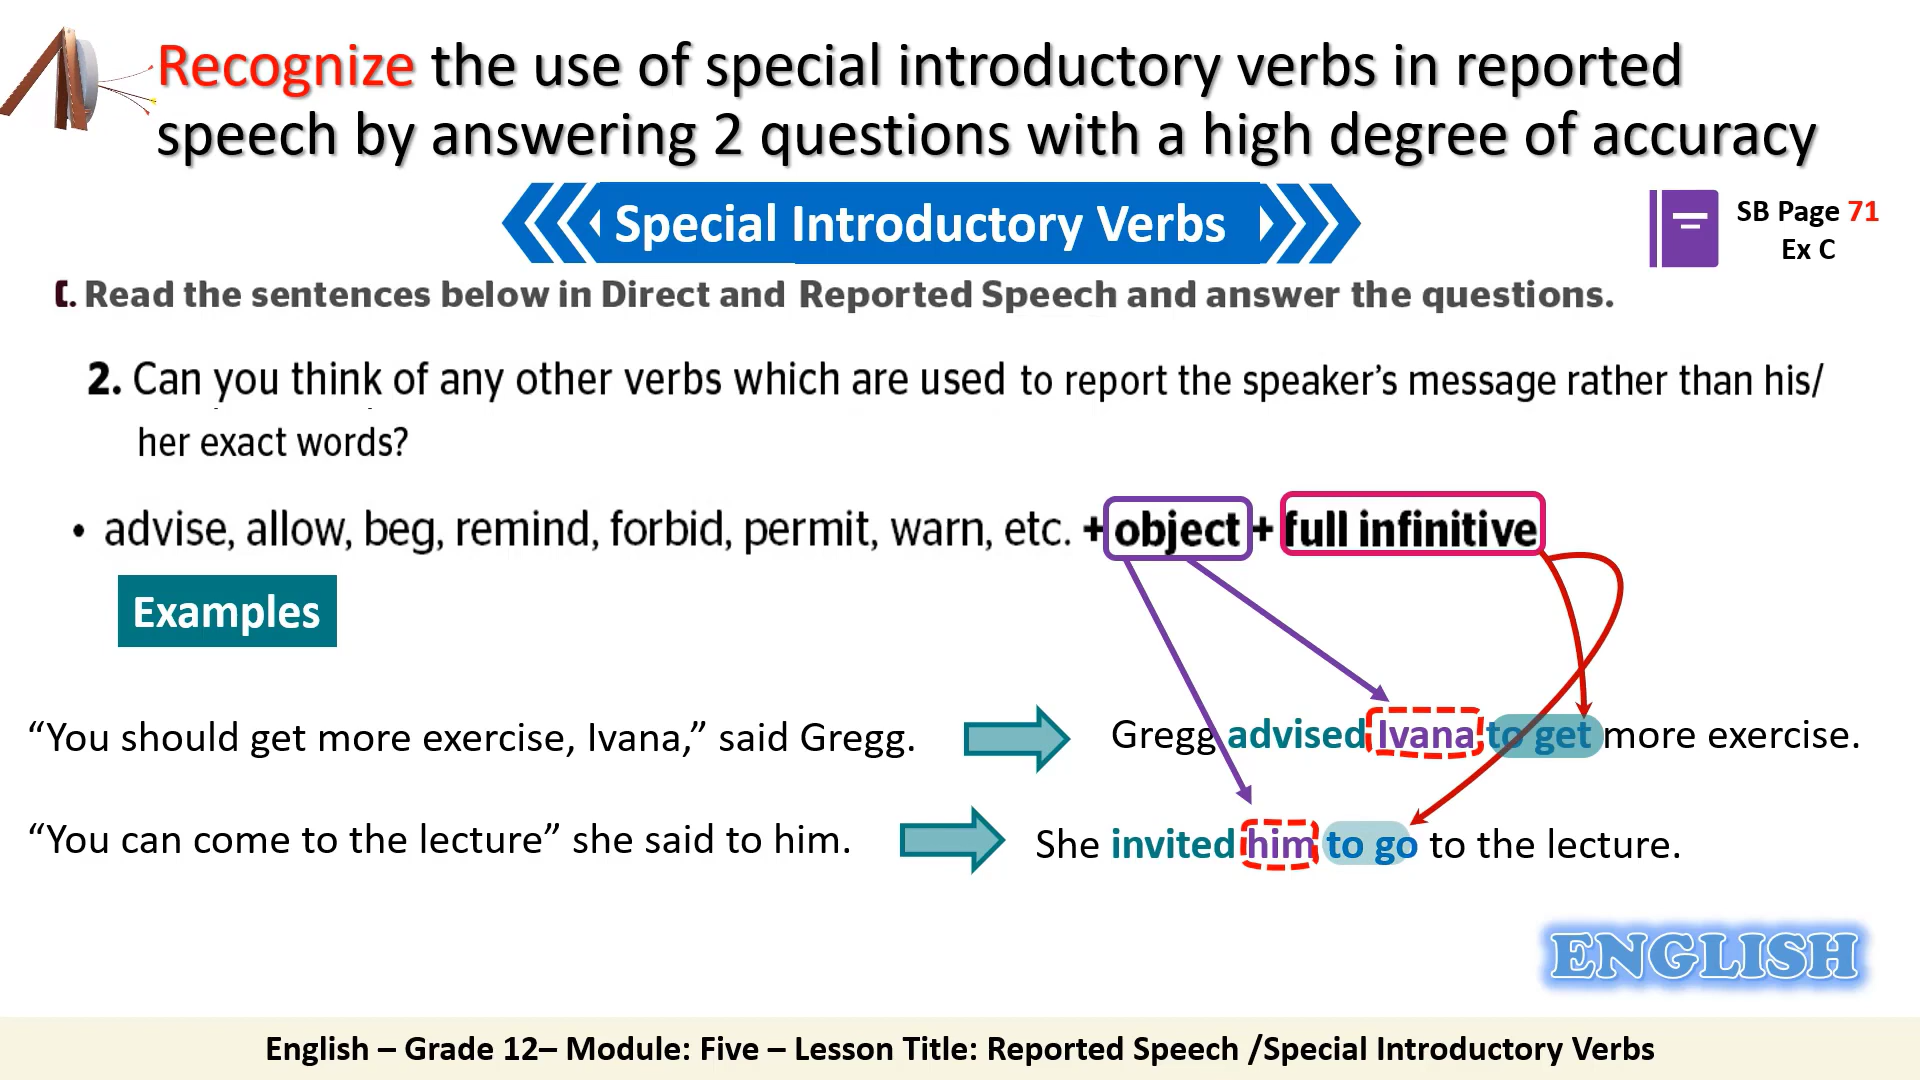 Recognize the use of special introductory verbs in reported
speech by answering 2 questions with a high degree of accuracy
Special Introductory Verbs
SB Page 71
Ex C
C. Read the sentences below in Direct and Reported Speech and answer the questions.
2. Can you think of any other verbs which are used to report the speaker's message rather than his/
her exact words?
• advise, allow, beg, remind, forbid, permit, warn, etc. + object + full infinitive
Examples
“You should get more exercise, Ivana,” said Gregg.
Gregg advised Ivana to get more exercise.
“You can come to the lecture” she said to him.
She invited him to go to the lecture.
ENGLISH
English – Grade 12– Module: Five – Lesson Title: Reported Speech /Special Introductory Verbs